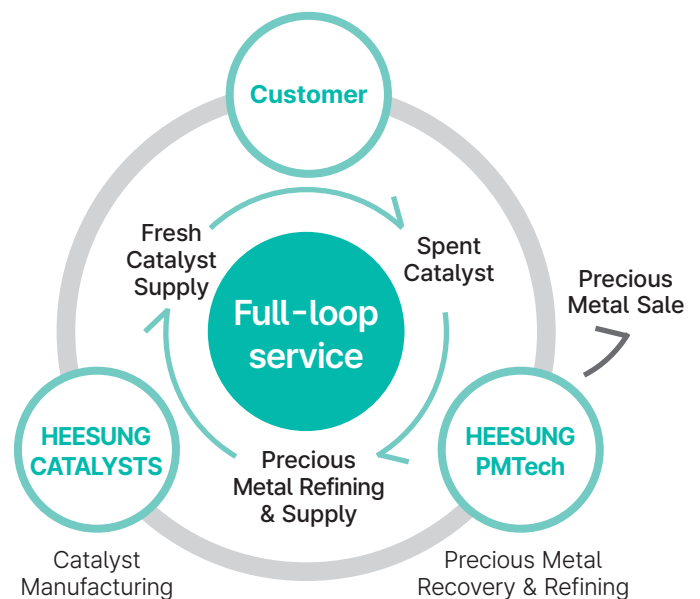 Customer
Fresh
Catalyst
Supply
Spent
Catalyst
Precious
Metal Sale
Full-loop
service
HEESUNG
CATALYSTS
HEESUNG
PMTech
Precious
Metal Refining
& Supply
Catalyst
Manufacturing
Precious Metal
Recovery & Refining